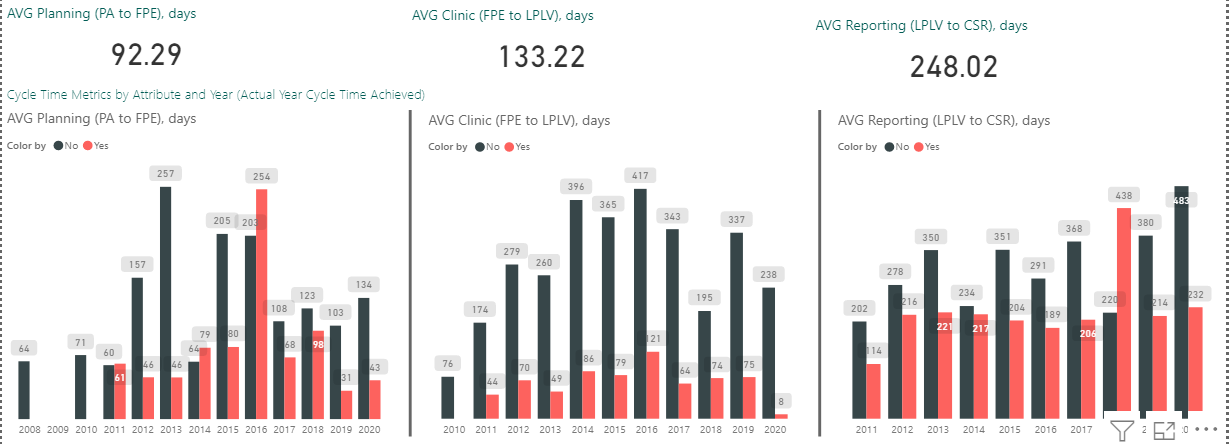 AVG Planning (PA to FPE), days
92.29
AVG Clinic (FPE to LPLV), days
133.22
AVG Reporting (LPLV to CSR), days
248.02
Cycle Time Metrics by Attribute and Year (Actual Year Cycle Time Achieved)
AVG Planning (PA to FPE), days
Color by No Yes
64 71 60 61 157 46 257 46 64 79 205 80 203 254 108 68 123 98 103 31 134 43
2008 2009 2010 2011 2012 2013 2014 2015 2016 2017 2018 2019 2020
AVG Clinic (FPE to LPLV), days
Color by No Yes
76 174 44 279 70 260 49 396 86 365 79 417 121 343 64 195 74 337 75 238 8
2010 2011 2012 2013 2014 2015 2016 2017 2018 2019 2020
AVG Reporting (LPLV to CSR), days
Color by No Yes
202 114 278 216 350 221 234 217 351 204 291 189 368 206 220 438 380 214 483 232
2011 2012 2013 2014 2015 2016 2017